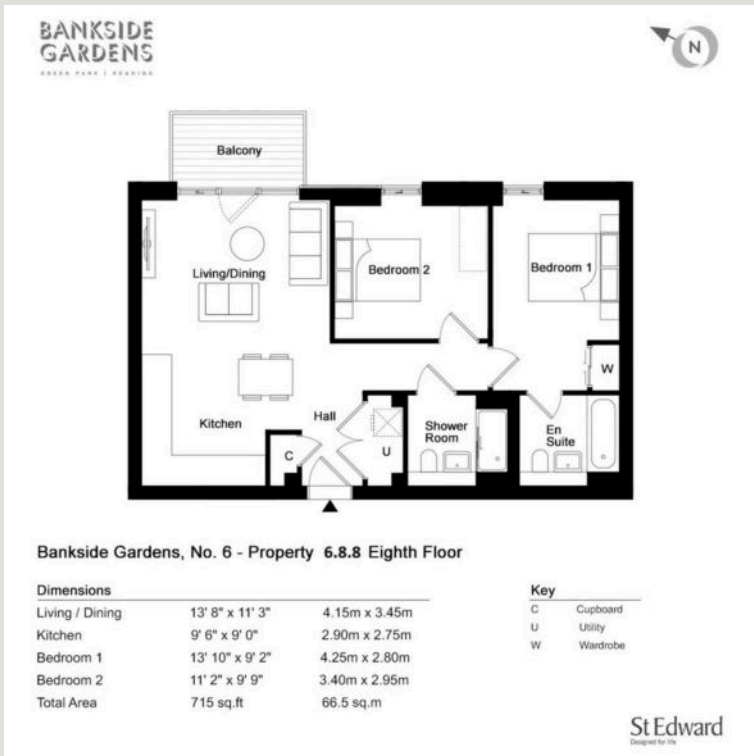 BANKSIDE
GARDENS
GREEN PARK | READING
N
Balcony
Living/Dining
Bedroom 2
Bedroom 1
W
Kitchen
Hall
Shower
Room
En
Suite
C
U
Bankside Gardens, No. 6 - Property 6.8.8 Eighth Floor
Dimensions
Living / Dining 13' 8" x 11' 3" 4.15m x 3.45m
Kitchen 9' 6" x 9' 0" 2.90m x 2.75m
Bedroom 1 13' 10" x 9' 2" 4.25m x 2.80m
Bedroom 2 11' 2" x 9' 9" 3.40m x 2.95m
Total Area 715 sq.ft 66.5 sq.m
Key
C Cupboard
U Utility
W Wardrobe
St Edward
Designed for life